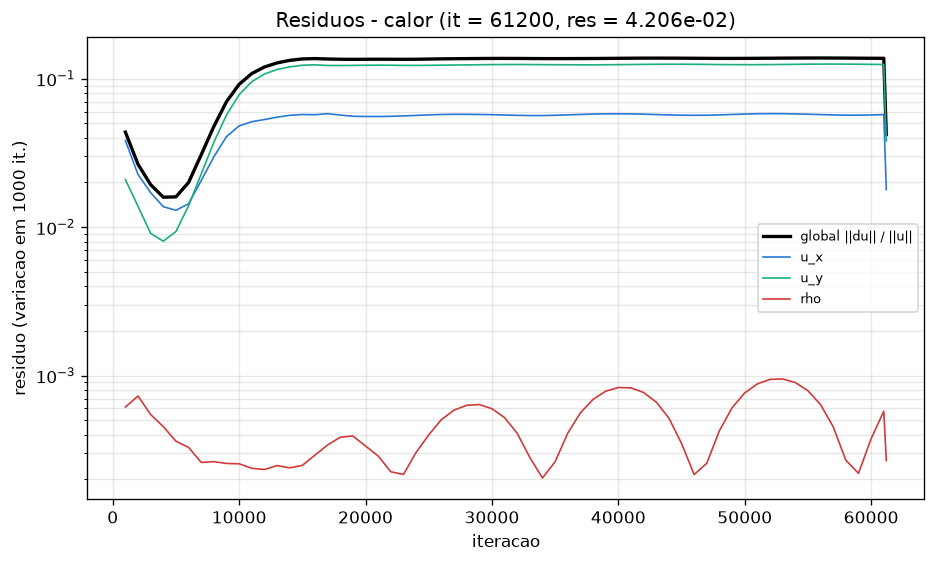 Residuos - calor (it = 61200, res = 4.206e-02)
residuo (variacao em 1000 it.)
10⁻¹
10⁻²
10⁻³
global ||du|| / ||u||
u_x
u_y
rho
0 10000 20000 30000 40000 50000 60000
iteracao